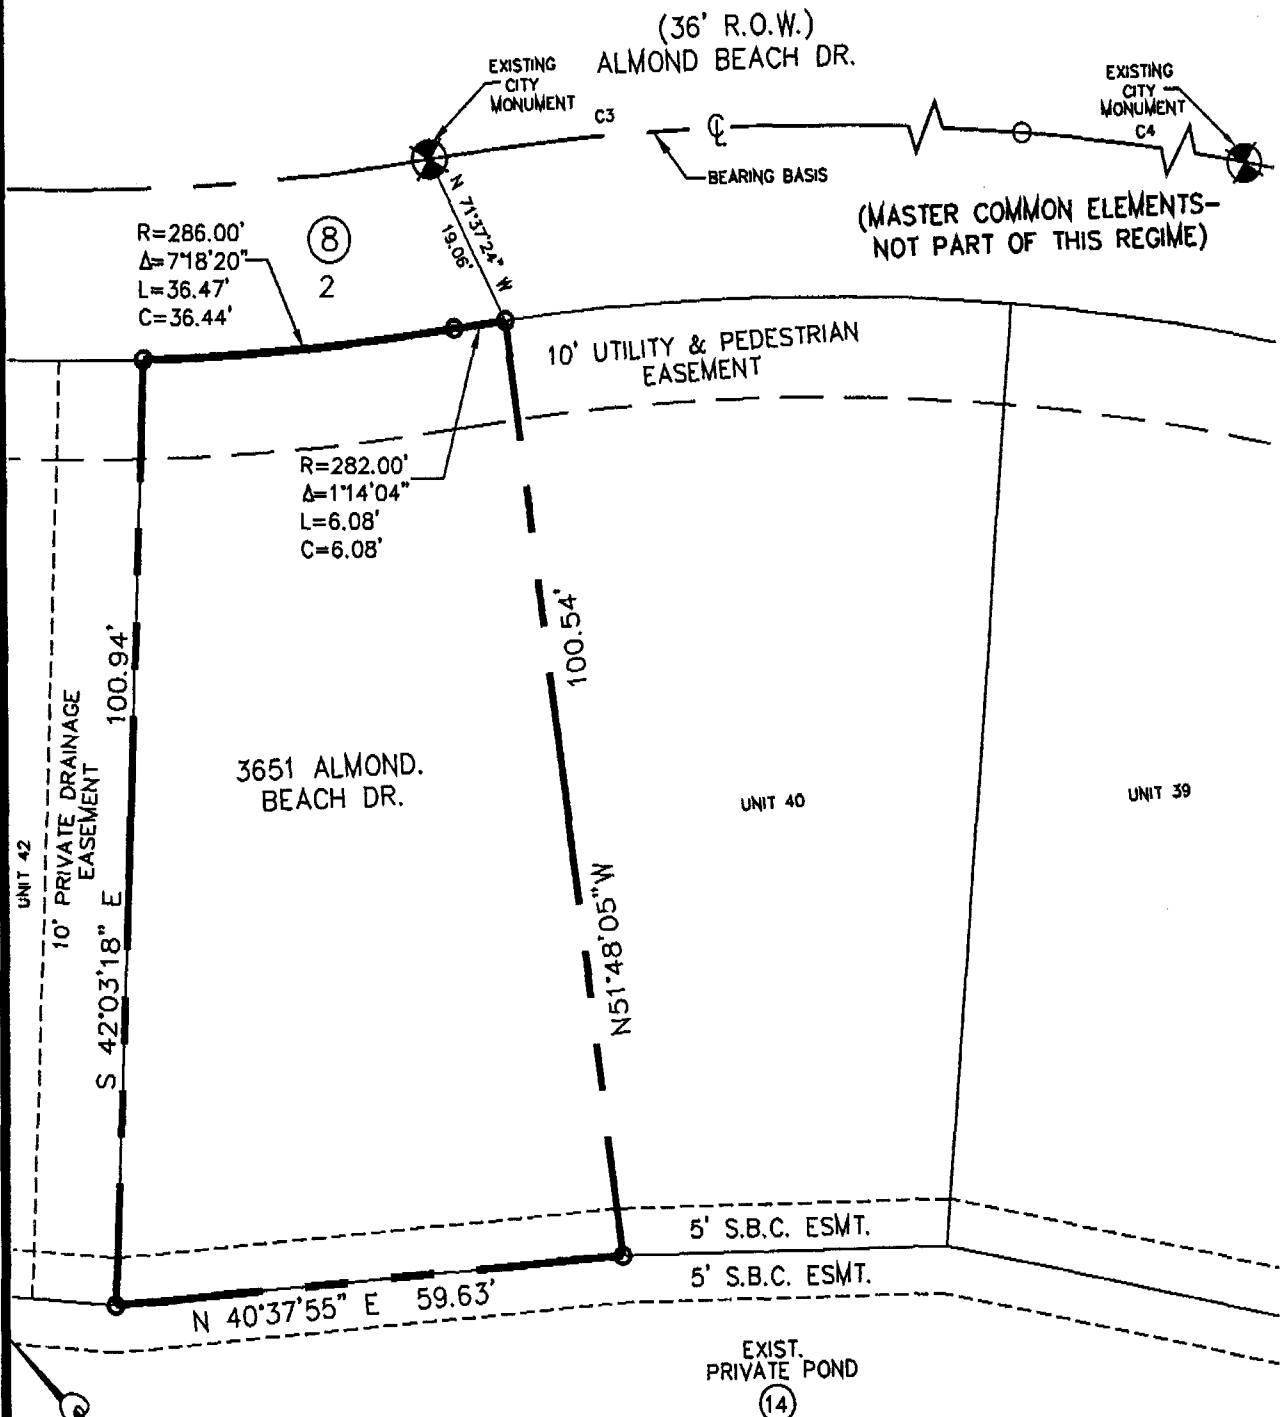 (36' R.O.W.)
ALMOND BEACH DR.
EXISTING
CITY
MONUMENT
C3
℄
BEARING BASIS
EXISTING
CITY
MONUMENT
C4
(MASTER COMMON ELEMENTS-
NOT PART OF THIS REGIME)
N 71°37'24" W
19.06'
R=286.00'
Δ=7°18'20"
L=36.47'
C=36.44'
8
2
10' UTILITY & PEDESTRIAN
EASEMENT
R=282.00'
Δ=1°14'04"
L=6.08'
C=6.08'
S 42°03'18" E 100.94'
100.54'
N51°48'05"W
10' PRIVATE DRAINAGE
EASEMENT
UNIT 42
3651 ALMOND.
BEACH DR.
UNIT 40
UNIT 39
5' S.B.C. ESMT.
5' S.B.C. ESMT.
N 40°37'55" E 59.63'
EXIST.
PRIVATE POND
14